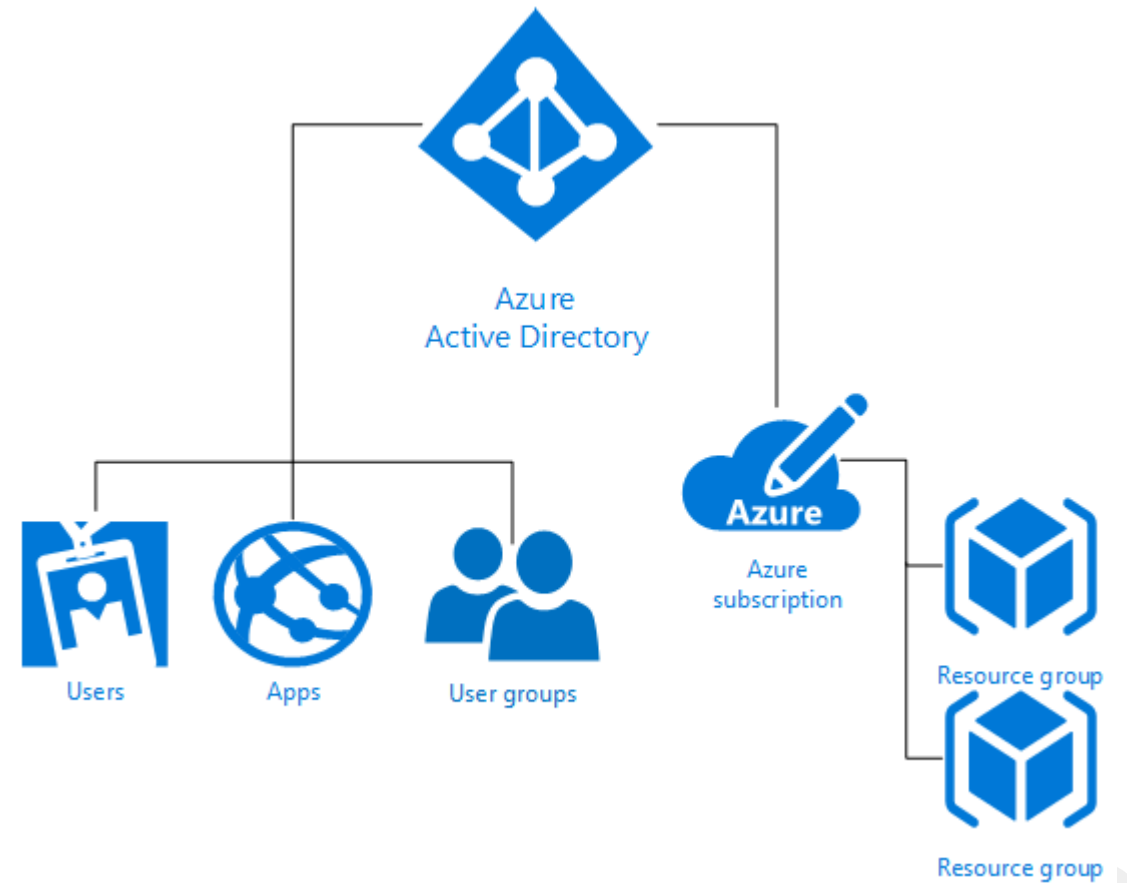 Azure
Active Directory
Azure
Azure
subscription
Users
Apps
User groups
Resource group
Resource group